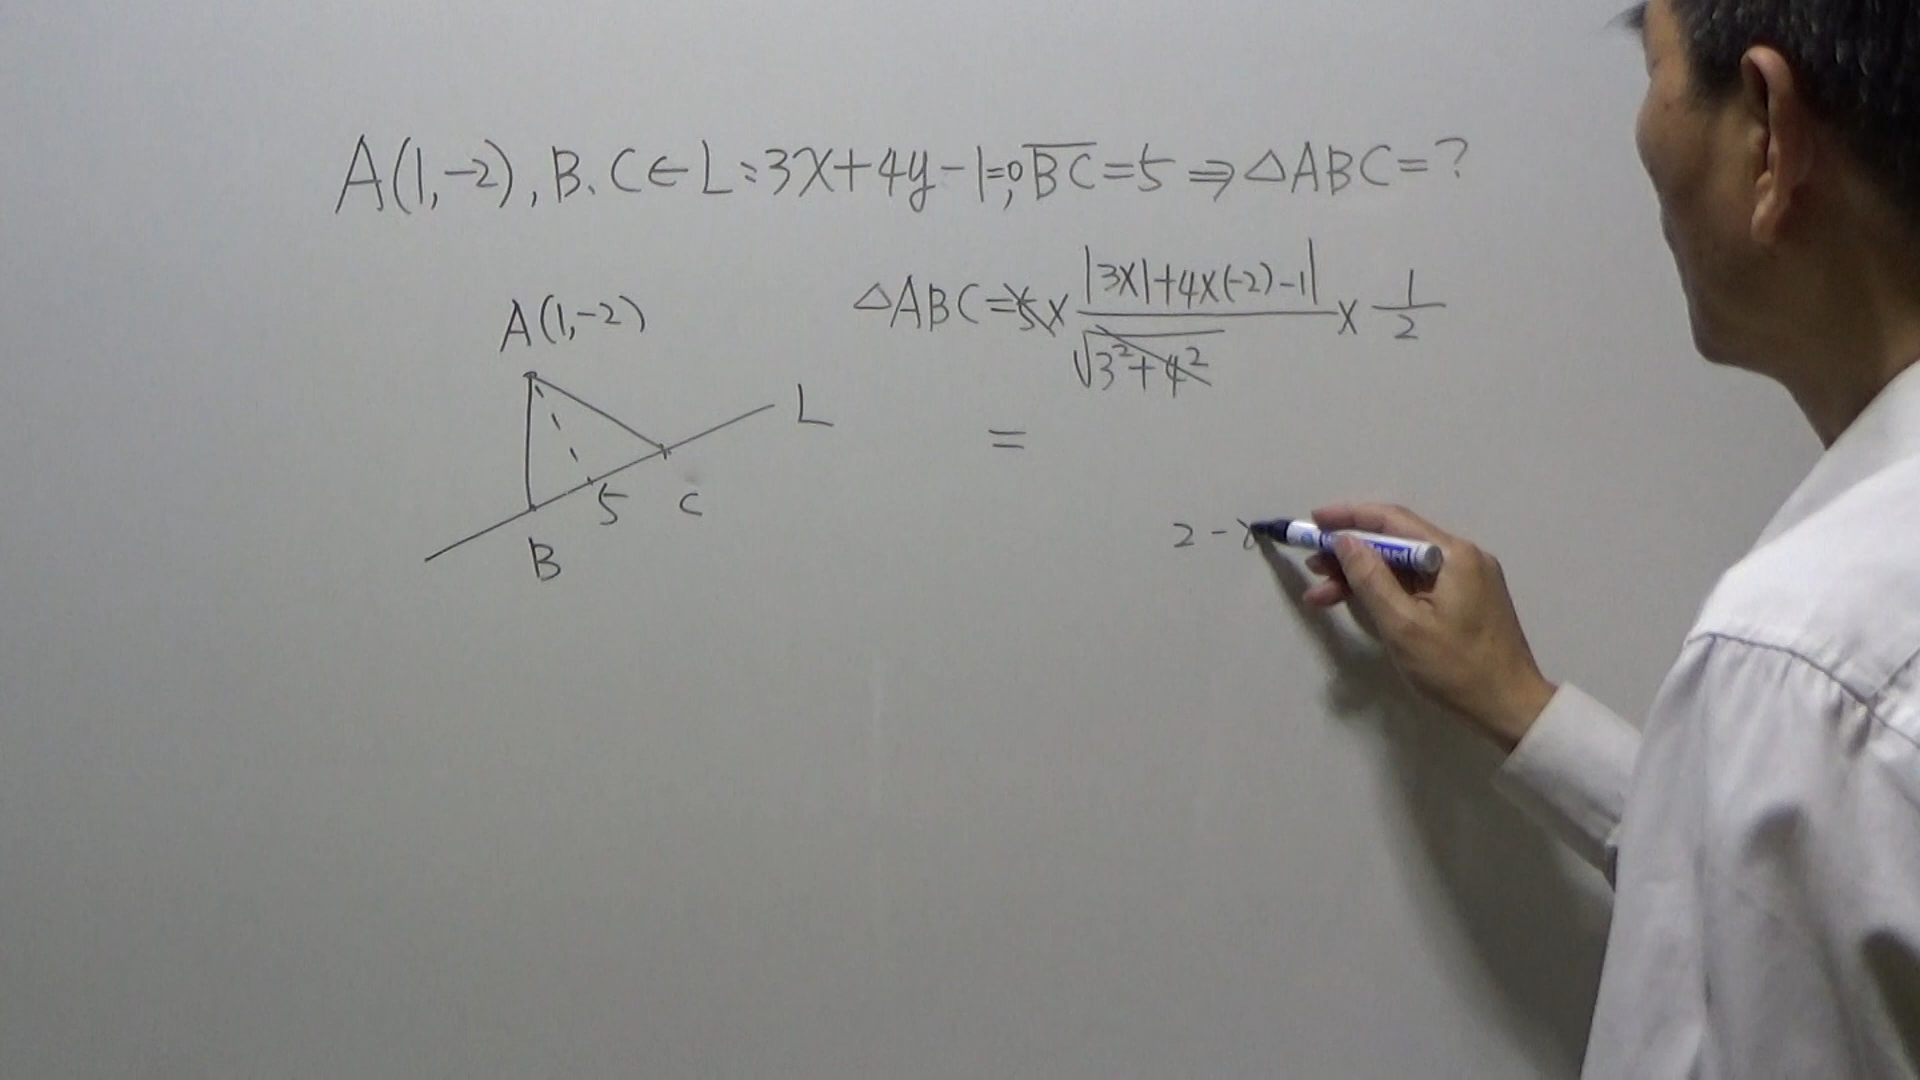 A(1,-2), B、C∈L:3x+4y-1=0, B̅C̅=5 ⇒ △ABC=?
A(1,-2)
△ABC=5×|3×1+4×(-2)-1|/√(3²+4²)×1/2
L
=
5 C
2-
B